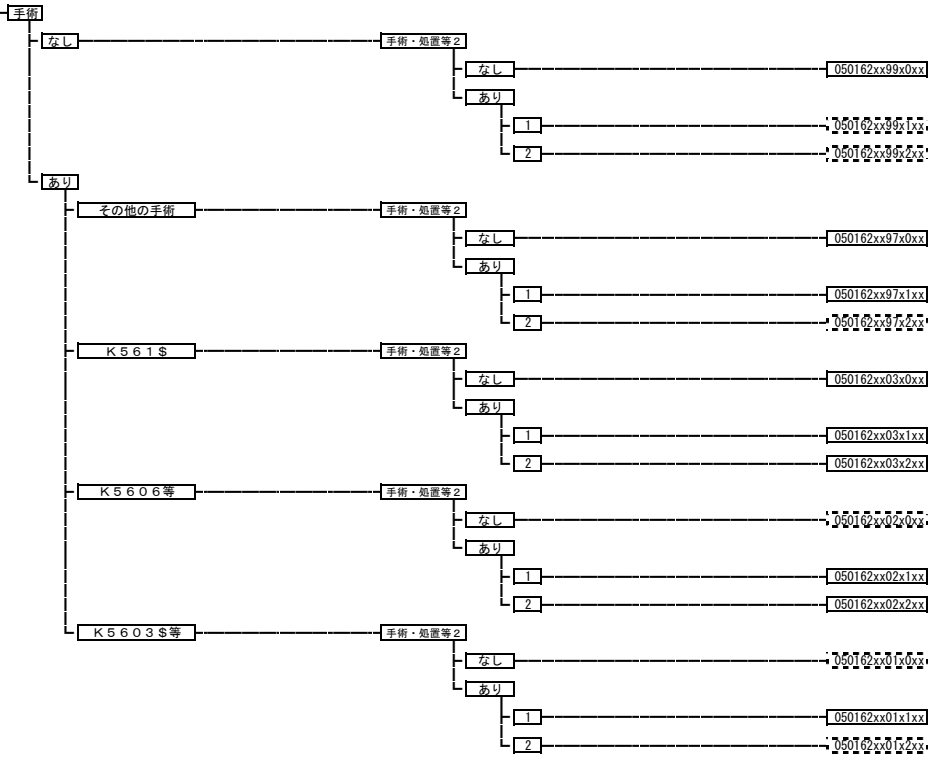 手術
なし 手術・処置等2
なし 050162xx99x0xx
あり
1 050162xx99x1xx
2 050162xx99x2xx
あり
その他の手術 手術・処置等2
なし 050162xx97x0xx
あり
1 050162xx97x1xx
2 050162xx97x2xx
K561$ 手術・処置等2
なし 050162xx03x0xx
あり
1 050162xx03x1xx
2 050162xx03x2xx
K5606等 手術・処置等2
なし 050162xx02x0xx
あり
1 050162xx02x1xx
2 050162xx02x2xx
K5603$等 手術・処置等2
なし 050162xx01x0xx
あり
1 050162xx01x1xx
2 050162xx01x2xx